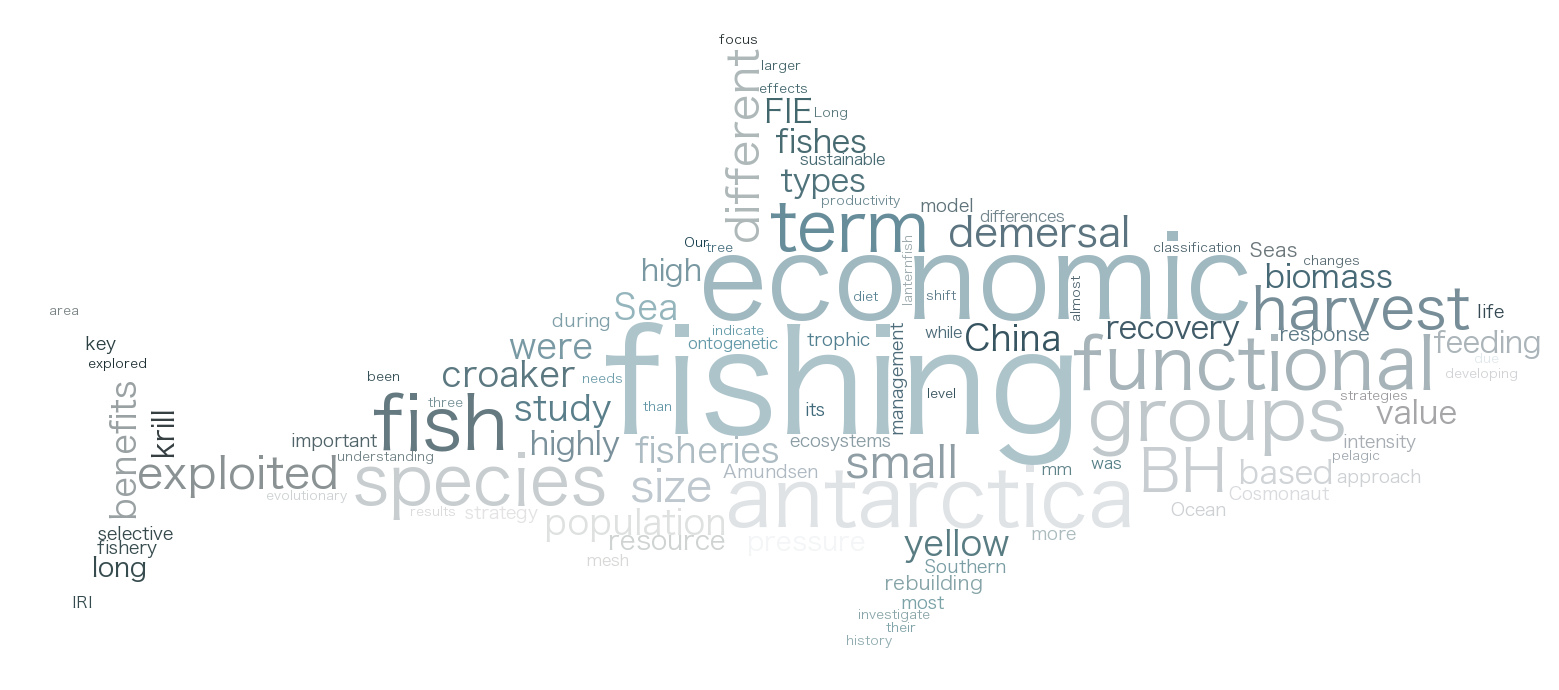 focus
larger
different
effects
FIE
Long
fishes
sustainable
types
productivity
model
term
differences
demersal
Our
tree
classification
Seas
high
economic
changes
lanternfish
biomass
Sea
diet
shift
almost
harvest
life
area
during
indicate
ontogenetic
trophic
while
China
recovery
response
key
were
fishing
management
functional
feeding
explored
due
been
croaker
needs
level
developing
benefits
krill
fish
three
study
than
its
groups
strategies
value
important
highly
fisheries
ecosystems
intensity
understanding
pelagic
exploited
species
size
Amundsen
small
mm
was
BH
based
approach
evolutionary
antarctica
Cosmonaut
results
strategy
Ocean
selective
population
fishery
resource
pressure
yellow
more
long
mesh
Southern
rebuilding
IRI
most
investigate
their
history